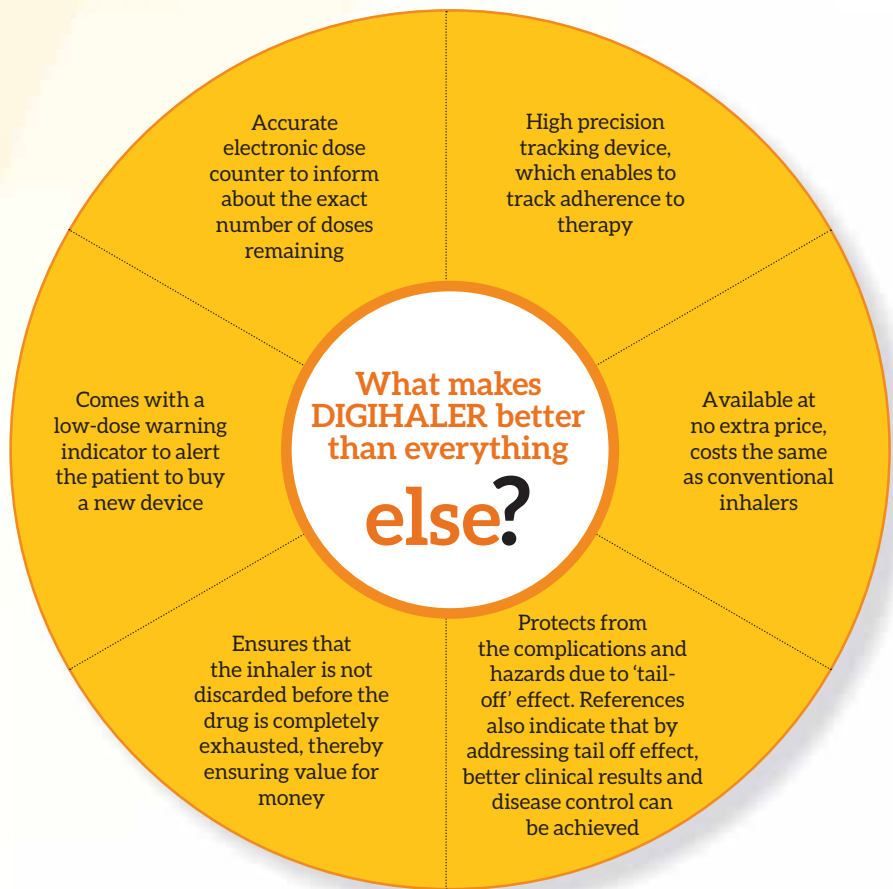 What makes
DIGIHALER better
than everything
else?
High precision
tracking device,
which enables to
track adherence to
therapy
Available at
no extra price,
costs the same
as conventional
inhalers
Protects from
the complications and
hazards due to ‘tail-
off’ effect. References
also indicate that by
addressing tail off effect,
better clinical results and
disease control can
be achieved
Ensures that
the inhaler is not
discarded before the
drug is completely
exhausted, thereby
ensuring value for
money
Comes with a
low-dose warning
indicator to alert
the patient to buy
a new device
Accurate
electronic dose
counter to inform
about the exact
number of doses
remaining